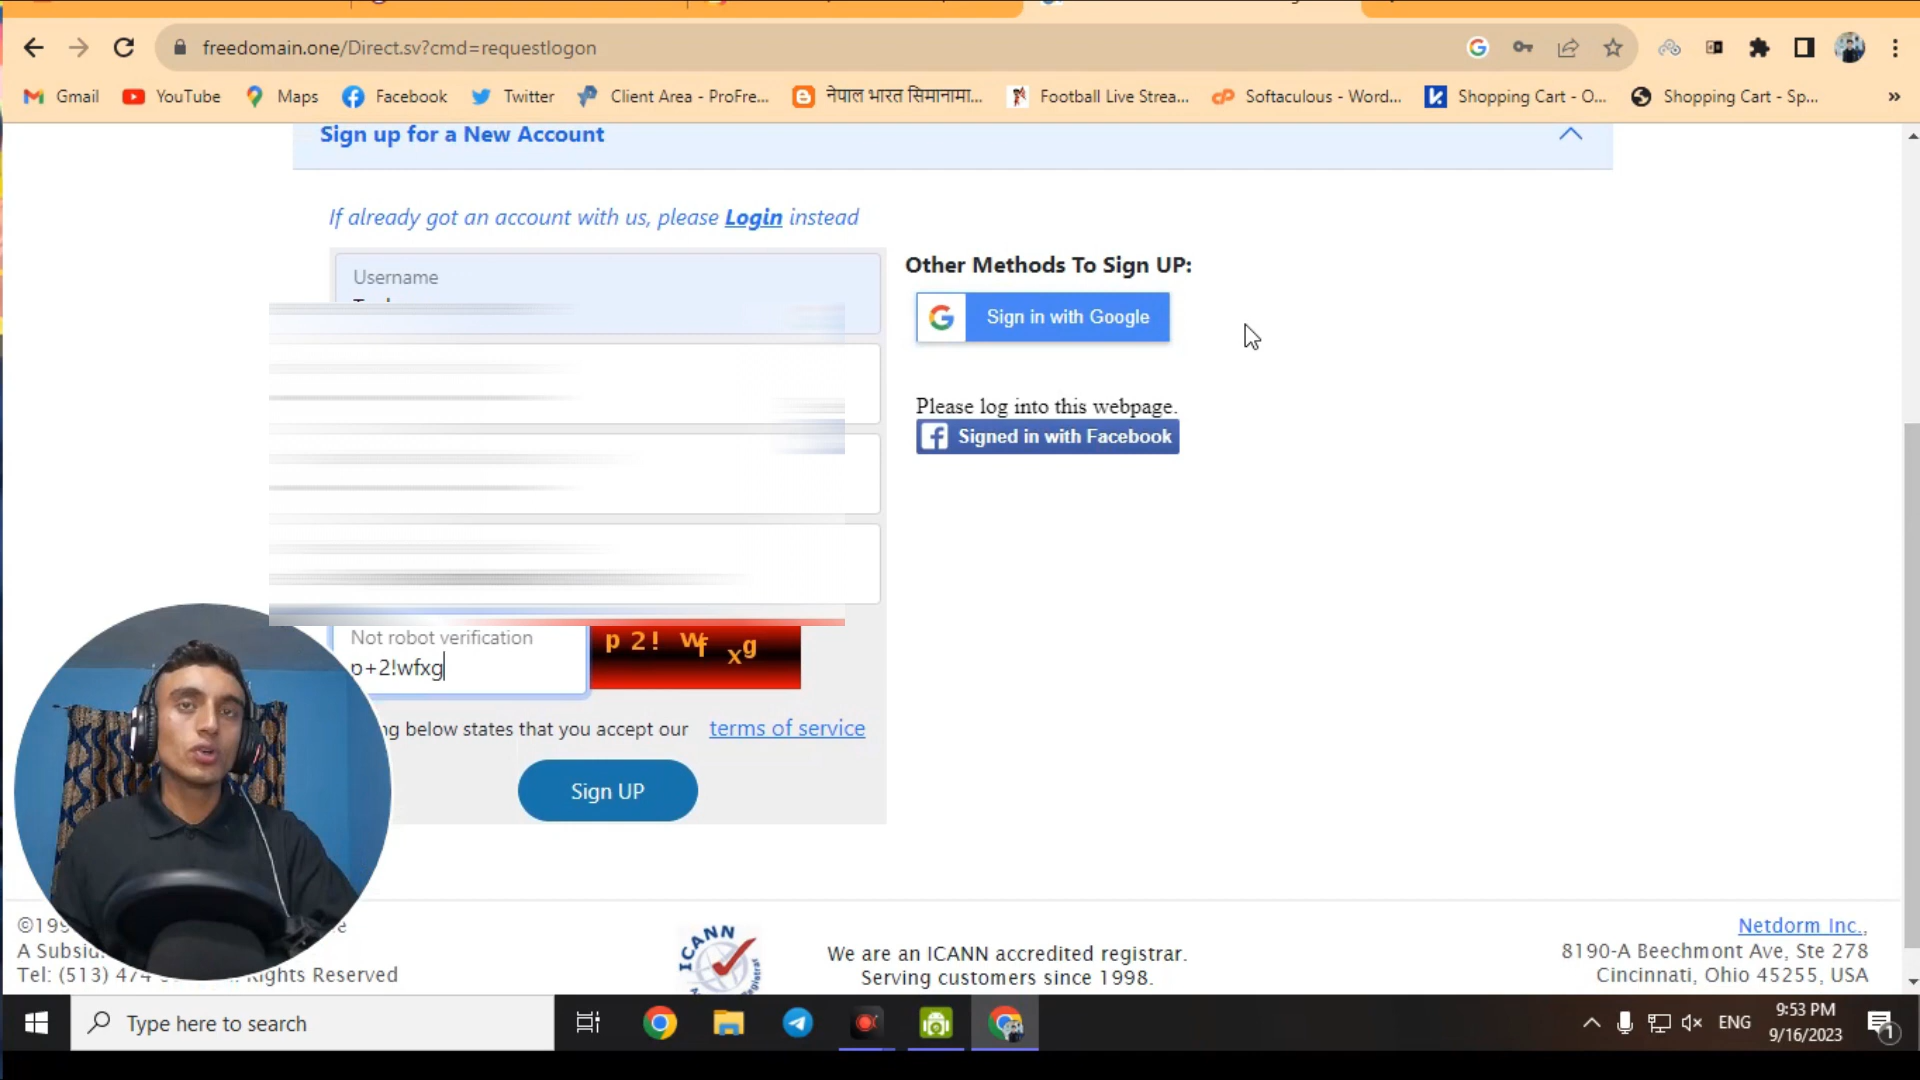 freedomain.one/Direct.sv?cmd=requestlogon
Gmail
YouTube
Maps
Facebook
Twitter
Client Area - ProFre...
नेपाल भारत सिमानामा...
Football Live Strea...
Softaculous - Word...
Shopping Cart - O...
Shopping Cart - Sp...
»
Sign up for a New Account
If already got an account with us, please Login instead
Username
Other Methods To Sign UP:
Sign in with Google
Please log into this webpage.
Signed in with Facebook
Not robot verification
p+2!wfxg
p 2! wf xg
below states that you accept our terms of service
Sign UP
A Subsid
Tel: (513) 474
Rights Reserved
ICANN
We are an ICANN accredited registrar.
Serving customers since 1998.
Netdorm Inc.,
8190-A Beechmont Ave, Ste 278
Cincinnati, Ohio 45255, USA
Type here to search
ENG
9:53 PM
9/16/2023
1